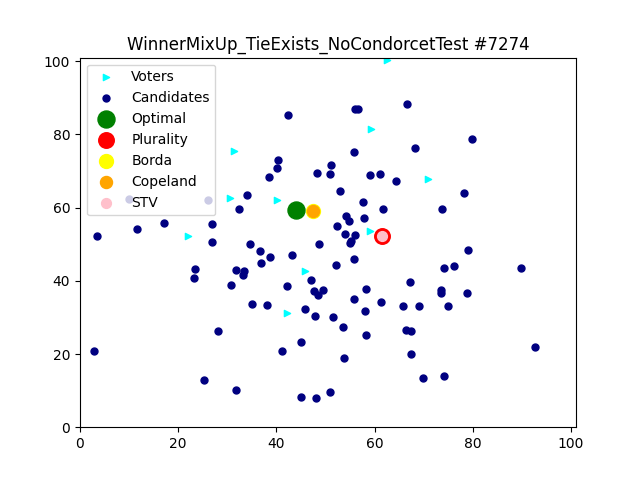 WinnerMixUp_TieExists_NoCondorcetTest #7274
Voters
Candidates
Optimal
Plurality
Borda
Copeland
STV
100
80
60
40
20
0
0 20 40 60 80 100